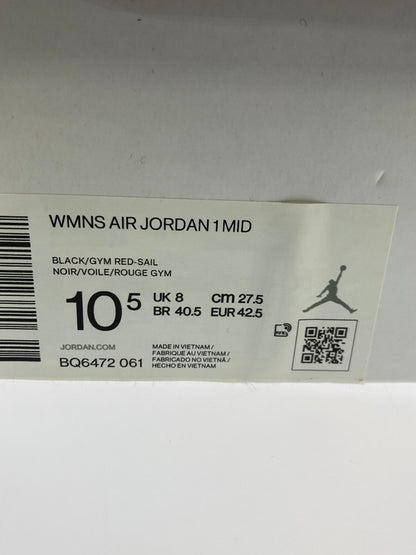 WMNS AIR JORDAN 1 MID
BLACK/GYM RED-SAIL
NOIR/VOILE/ROUGE GYM
10⁵
UK 8 cm 27.5
BR 40.5 EUR 42.5
JORDAN.COM
BQ6472 061
MADE IN VIETNAM /
FABRIQUÉ AU VIETNAM /
FABRICADO NO VIETNÃ /
HECHO EN VIETNAM